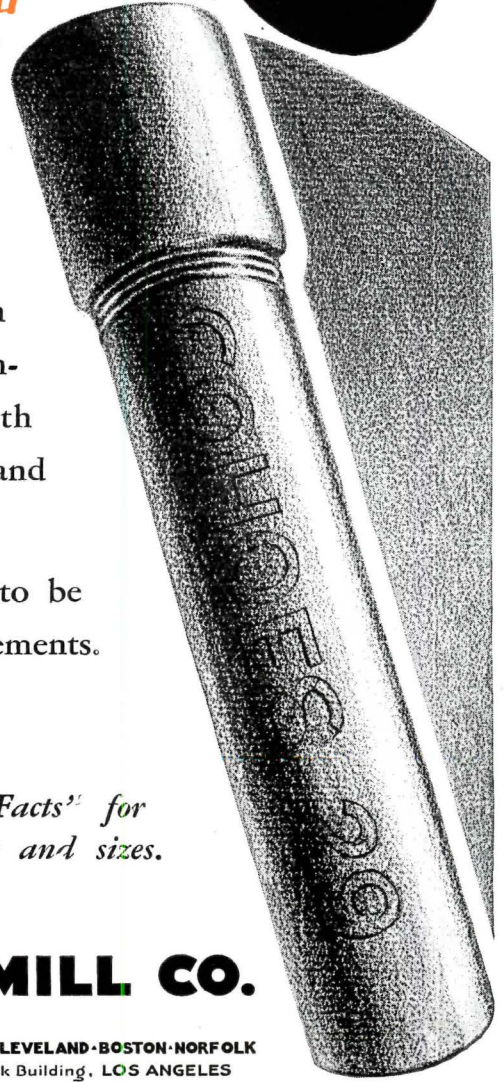 n-
th
and
to be
ements.
Facts" for
and sizes.
MILL CO.
LEVELAND·BOSTON·NORFOLK
k Building, LOS ANGELES